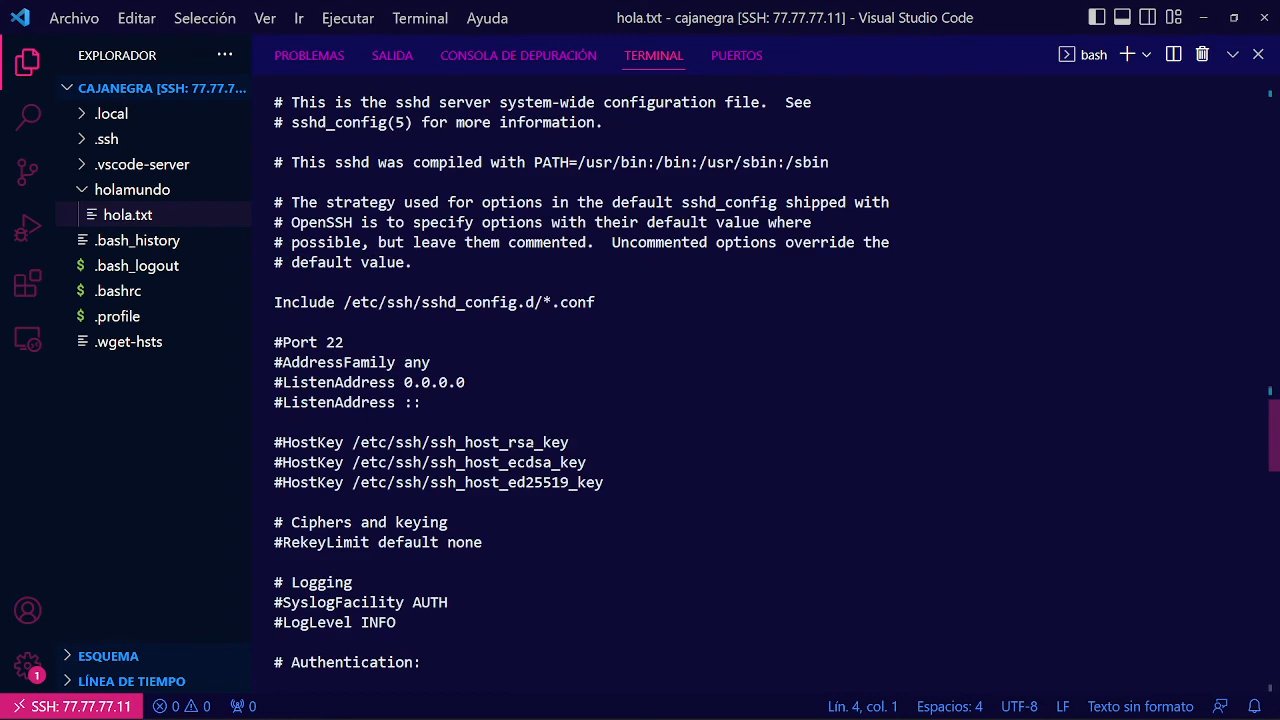 Archivo Editar Selección Ver Ir Ejecutar Terminal Ayuda
hola.txt - cajanegra [SSH: 77.77.77.11] - Visual Studio Code
EXPLORADOR
PROBLEMAS SALIDA CONSOLA DE DEPURACIÓN TERMINAL PUERTOS
bash
CAJANEGRA [SSH: 77.77.7...
.local
.ssh
.vscode-server
holamundo
hola.txt
.bash_history
.bash_logout
.bashrc
.profile
.wget-hsts
# This is the sshd server system-wide configuration file.  See
# sshd_config(5) for more information.
# This sshd was compiled with PATH=/usr/bin:/bin:/usr/sbin:/sbin
# The strategy used for options in the default sshd_config shipped with
# OpenSSH is to specify options with their default value where
# possible, but leave them commented.  Uncommented options override the
# default value.
Include /etc/ssh/sshd_config.d/*.conf
#Port 22
#AddressFamily any
#ListenAddress 0.0.0.0
#ListenAddress ::
#HostKey /etc/ssh/ssh_host_rsa_key
#HostKey /etc/ssh/ssh_host_ecdsa_key
#HostKey /etc/ssh/ssh_host_ed25519_key
# Ciphers and keying
#RekeyLimit default none
# Logging
#SyslogFacility AUTH
#LogLevel INFO
# Authentication:
ESQUEMA
LÍNEA DE TIEMPO
1
SSH: 77.77.77.11 0 0 0
Lín. 4, col. 1 Espacios: 4 UTF-8 LF Texto sin formato